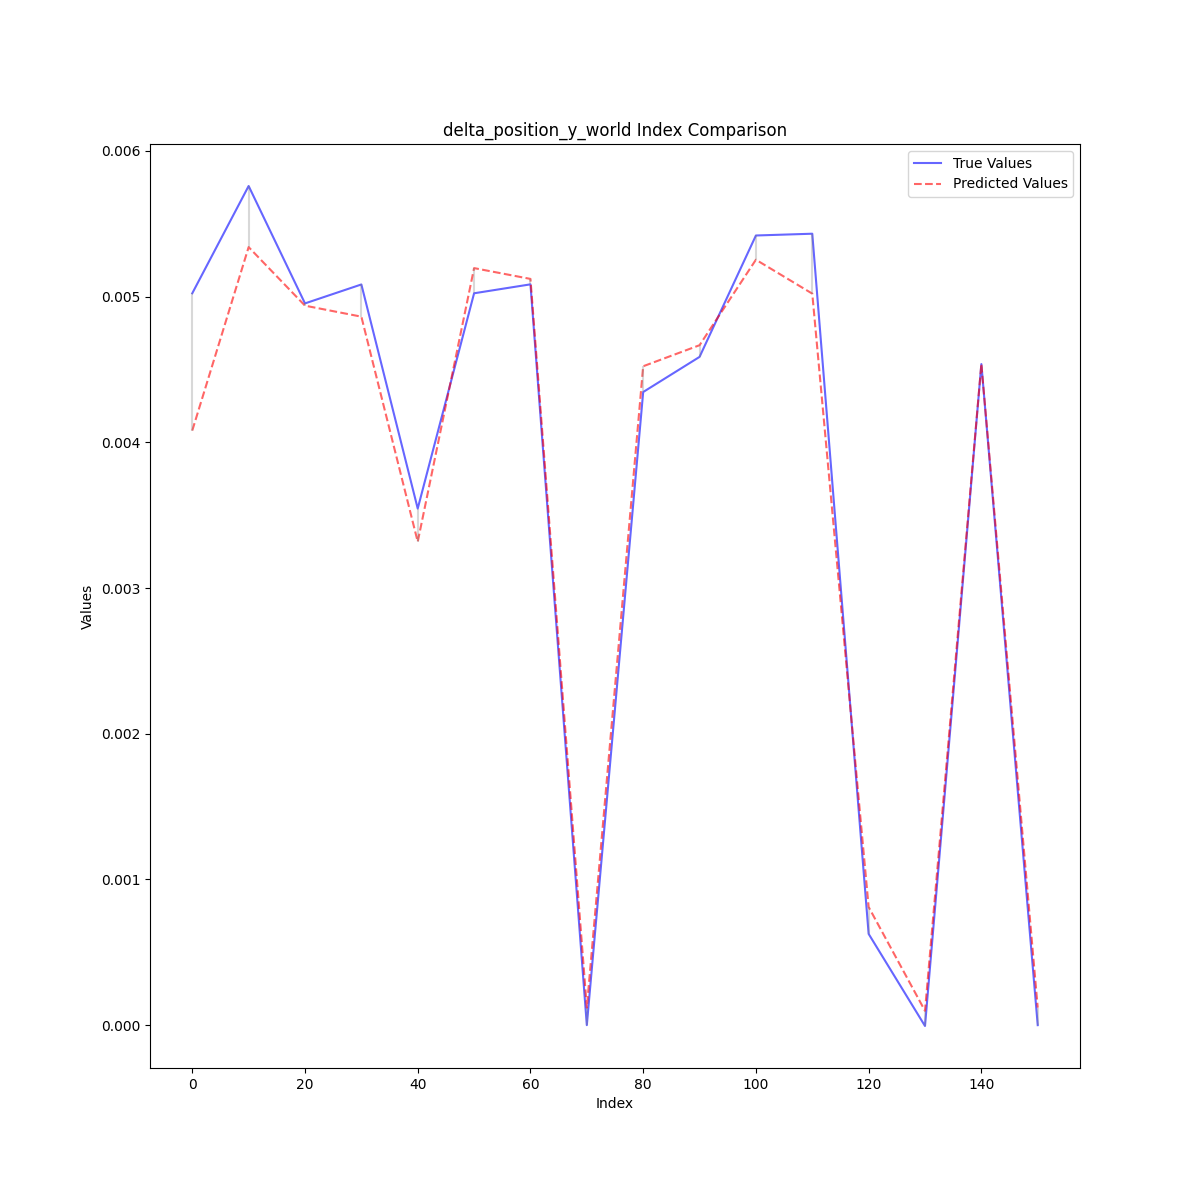 delta_position_y_world Index Comparison
True Values
Predicted Values
0.006
0.005
0.004
0.003
0.002
0.001
0.000
Values
0 20 40 60 80 100 120 140
Index